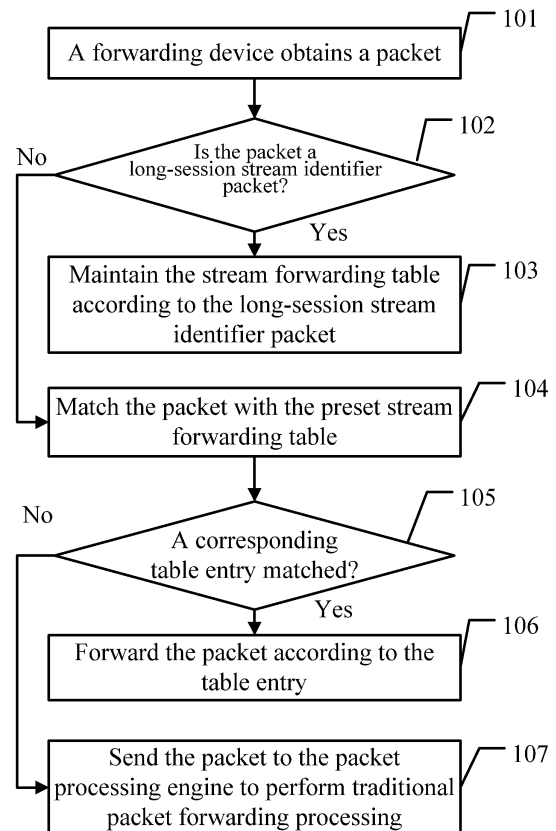 101
A forwarding device obtains a packet
102
No
Is the packet a
long-session stream identifier
packet?
Yes
103
Maintain the stream forwarding table
according to the long-session stream
identifier packet
104
Match the packet with the preset stream
forwarding table
105
No
A corresponding
table entry matched?
Yes
106
Forward the packet according to the
table entry
107
Send the packet to the packet
processing engine to perform traditional
packet forwarding processing